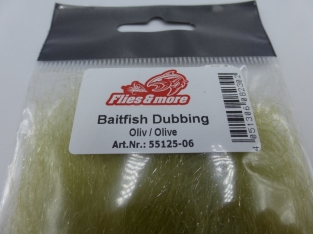 Flies & more
Baitfish Dubbing
Oliv / Olive
Art.Nr.: 55125-06